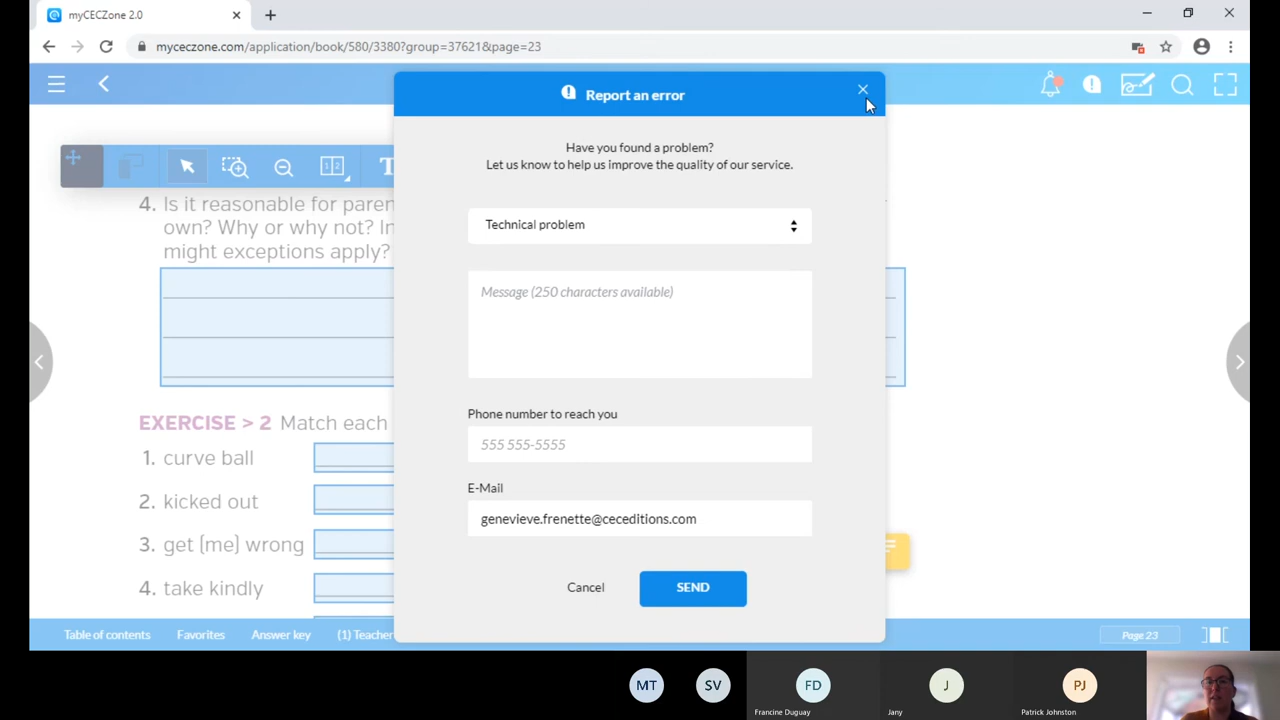 myCECZone 2.0
myceczone.com/application/book/580/3380?group=37621&page=23
Report an error
Have you found a problem?
Let us know to help us improve the quality of our service.
Technical problem
Message (250 characters available)
Phone number to reach you
555 555-5555
E-Mail
genevieve.frenette@ceceditions.com
Cancel
SEND
1 2
T
4. Is it reasonable for paren
own? Why or why not? In
might exceptions apply?
EXERCISE > 2 Match each
1. curve ball
2. kicked out
3. get (me) wrong
4. take kindly
Table of contents
Favorites
Answer key
(1) Teacher
Page 23
MT
SV
FD
Francine Duguay
J
Jany
PJ
Patrick Johnston